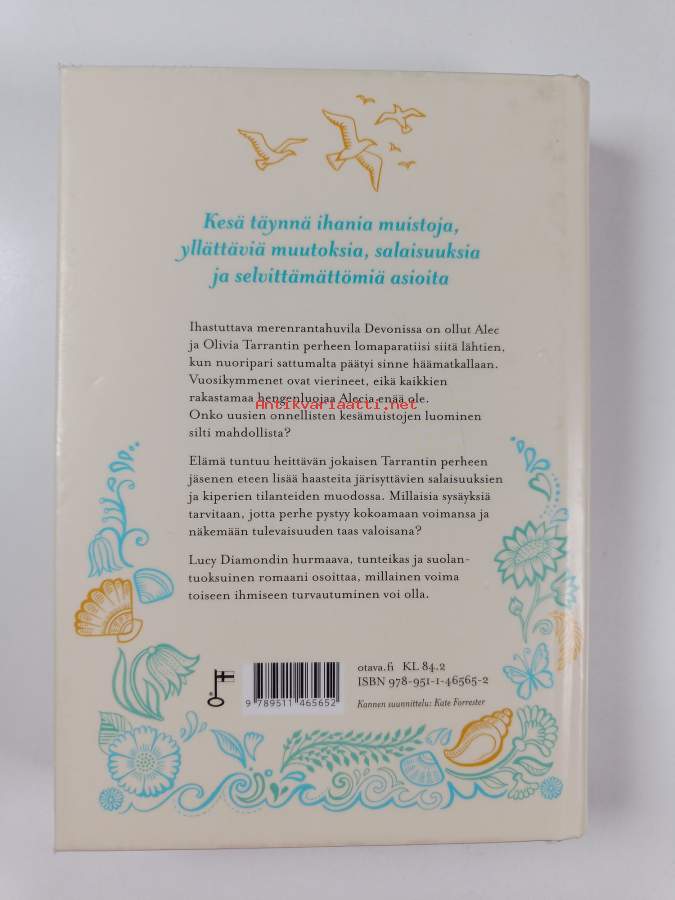 Kesä täynnä ihania muistoja,
yllättäviä muutoksia, salaisuuksia
ja selvittämättömiä asioita
Ihastuttava merenrantahuvila Devonissa on ollut Alec
ja Olivia Tarrantin perheen lomaparatiisi siitä lähtien,
kun nuoripari sattumalta päätyi sinne häämatkallaan.
Vuosikymmenet ovat vierineet, eikä kaikkien
rakastamaa hengenluojaa Alecia enää ole.
Antikvariaatti.net
Onko uusien onnellisten kesämuistojen luominen
silti mahdollista?
Elämä tuntuu heittävän jokaisen Tarrantin perheen
jäsenen eteen lisää haasteita järisyttävien salaisuuksien
ja kiperien tilanteiden muodossa. Millaisia sysäyksiä
tarvitaan, jotta perhe pystyy kokoamaan voimansa ja
näkemään tulevaisuuden taas valoisana?
Lucy Diamondin hurmaava, tunteikas ja suolan-
tuoksuinen romaani osoittaa, millainen voima
toiseen ihmiseen turvautuminen voi olla.
otava.fi KL 84.2
ISBN 978-951-1-46565-2
Kannen suunnittelu: Kate Forrester
9 789511 465652